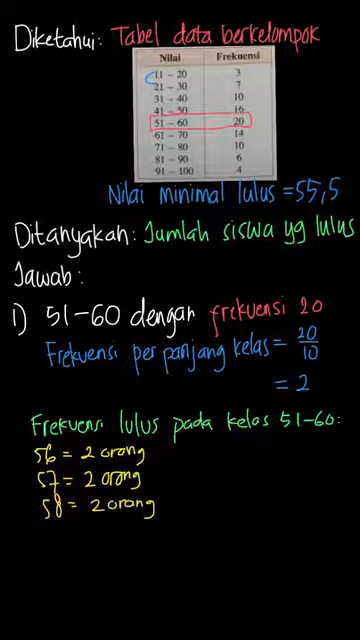 Diketahui: Tabel data berkelompok
Nilai Frekuensi
11 – 20 3
21 – 30 7
31 – 40 10
41 – 50 16
51 – 60 20
61 – 70 14
71 – 80 10
81 – 90 6
91 – 100 4
Nilai minimal lulus = 55,5
Ditanyakan: Jumlah siswa yg lulus
Jawab:
1) 51-60 dengan frekuensi 20
Frekuensi per panjang kelas = 20/10
= 2
Frekuensi lulus pada kelas 51-60:
56 = 2 orang
57 = 2 orang
58 = 2 orang